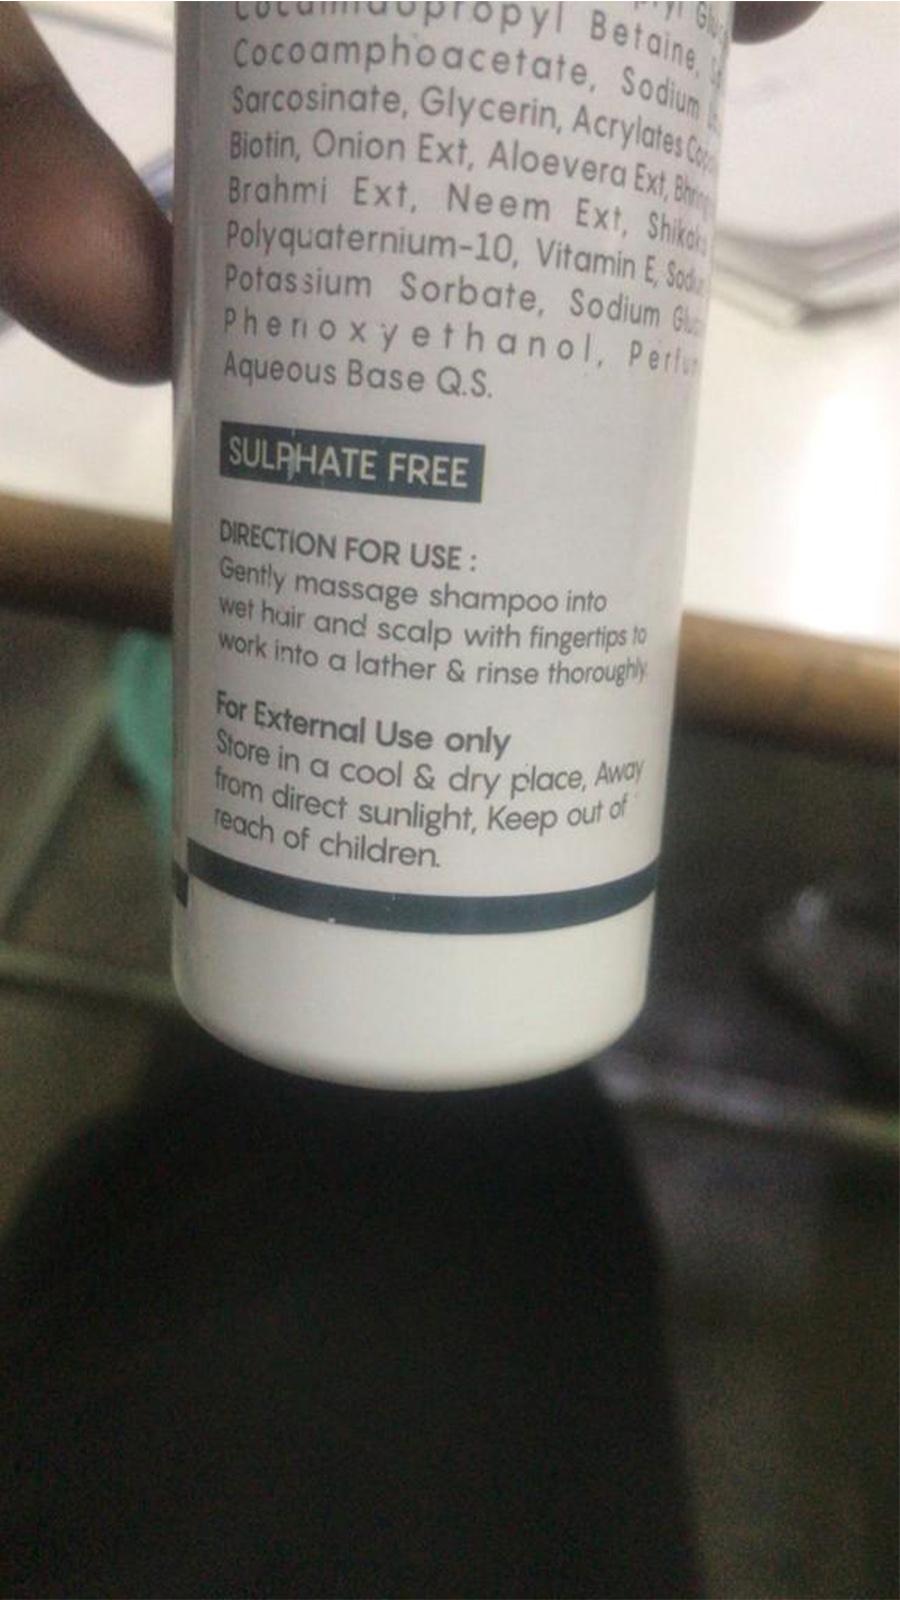 Betaine,
Cocoamphoacetate, Sodium
Sarcosinate, Glycerin, Acrylates
Biotin, Onion Ext, Aloevera Ext,
Brahmi Ext, Neem Ext,
Polyquaternium-10, Vitamin E,
Potassium Sorbate, Sodium
Phenoxyethanol,
Aqueous Base Q.S.
SULPHATE FREE
DIRECTION FOR USE :
Gently massage shampoo into
wet hair and scalp with fingertips to
work into a lather & rinse thoroughly.
For External Use only
Store in a cool & dry place, Away
from direct sunlight, Keep out of
reach of children.